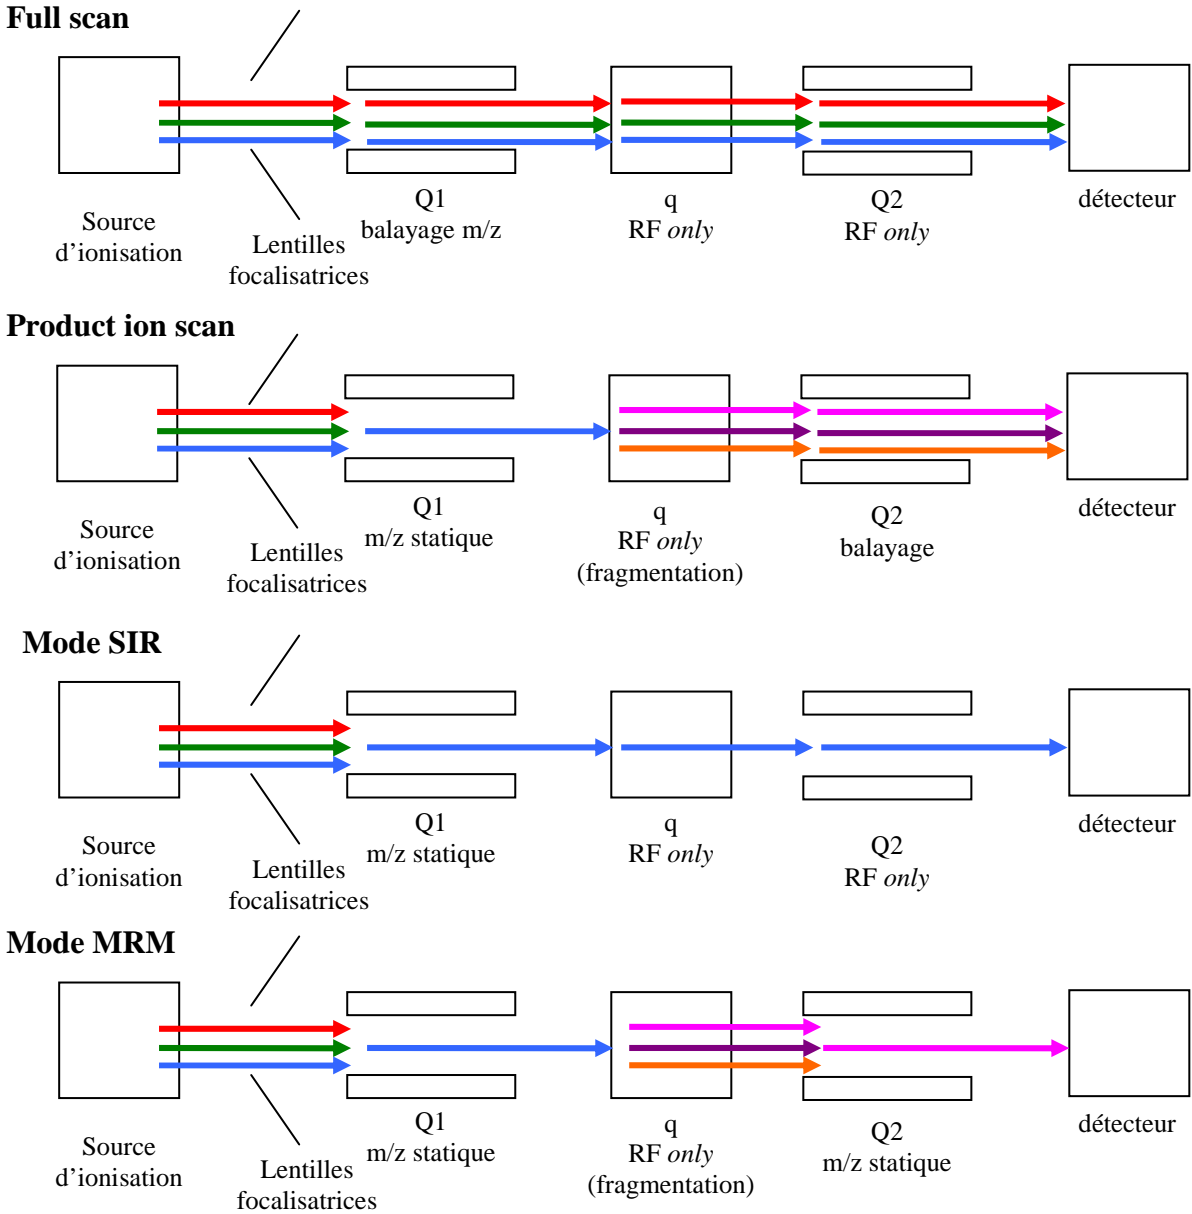 Full scan
Source
d’ionisation
Lentilles
focalisatrices
Q1
balayage m/z
q
RF only
Q2
RF only
détecteur
Product ion scan
Source
d’ionisation
Lentilles
focalisatrices
Q1
m/z statique
q
RF only
(fragmentation)
Q2
balayage
détecteur
Mode SIR
Source
d’ionisation
Lentilles
focalisatrices
Q1
m/z statique
q
RF only
Q2
RF only
détecteur
Mode MRM
Source
d’ionisation
Lentilles
focalisatrices
Q1
m/z statique
q
RF only
(fragmentation)
Q2
m/z statique
détecteur